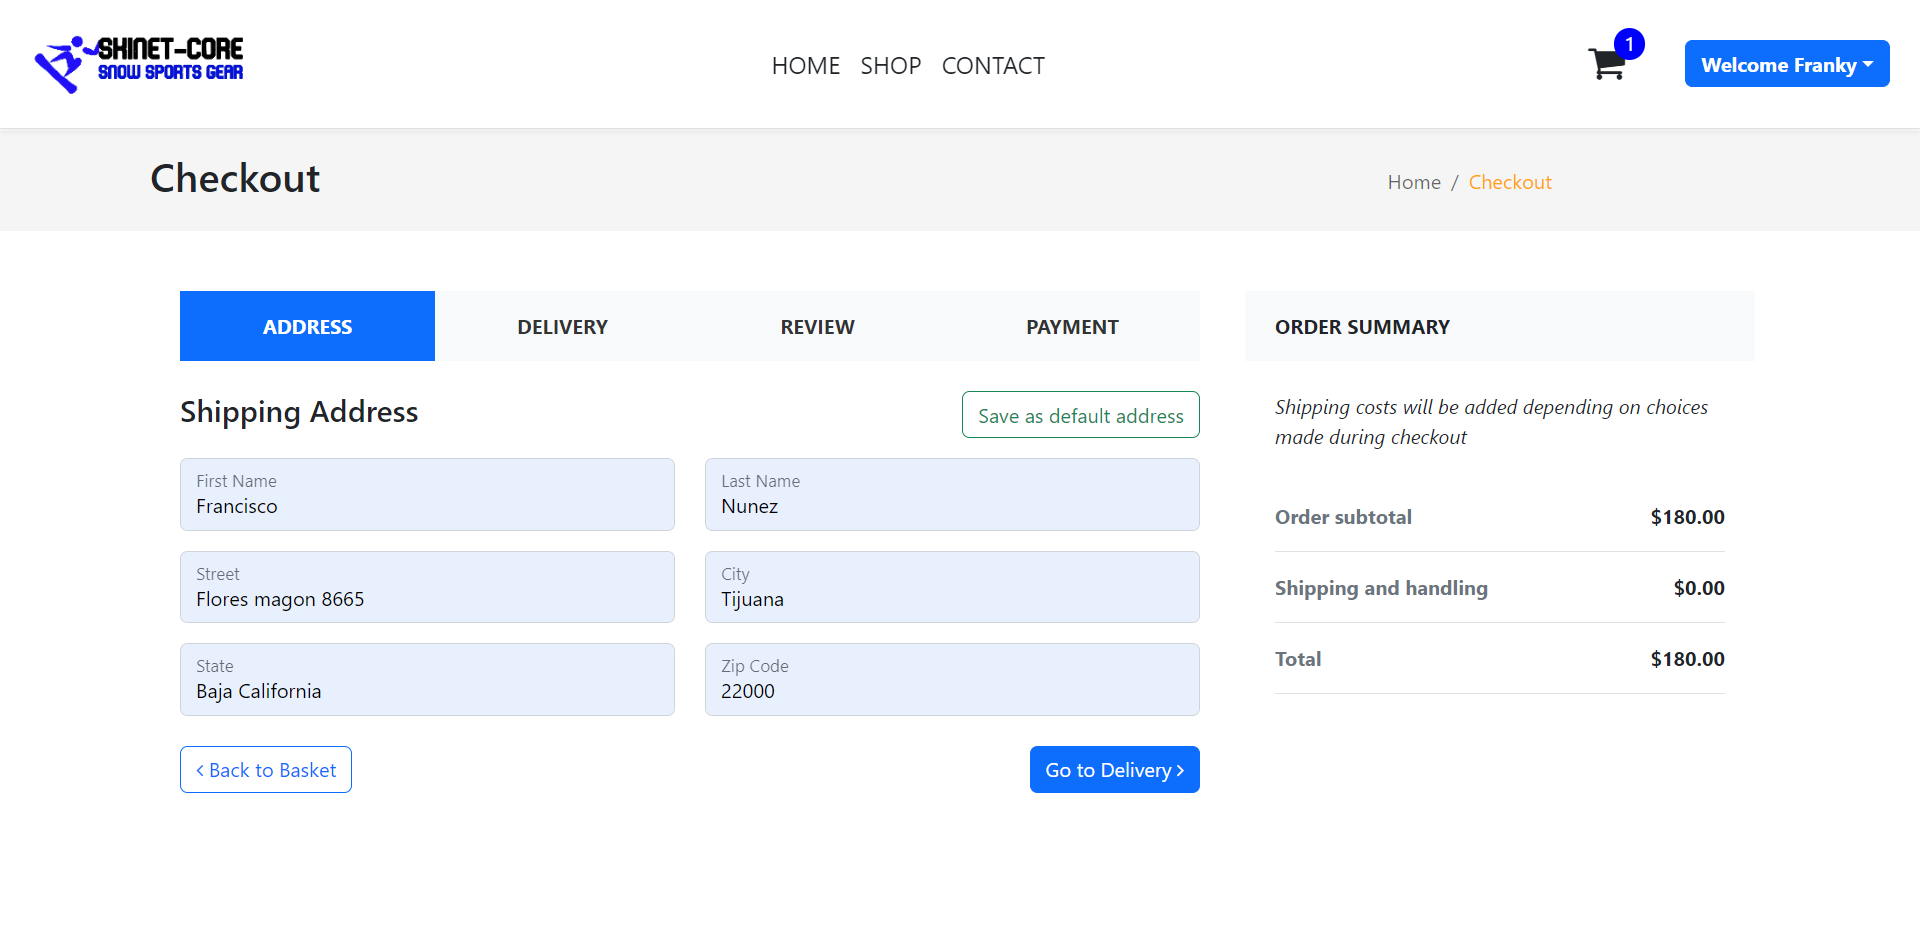 SKINET-CORE
SNOW SPORTS GEAR
HOME SHOP CONTACT
1
Welcome Franky
Checkout
Home / Checkout
ADDRESS DELIVERY REVIEW PAYMENT
Shipping Address
Save as default address
First Name
Francisco
Last Name
Nunez
Street
Flores magon 8665
City
Tijuana
State
Baja California
Zip Code
22000
< Back to Basket
Go to Delivery >
ORDER SUMMARY
Shipping costs will be added depending on choices
made during checkout
Order subtotal $180.00
Shipping and handling $0.00
Total $180.00